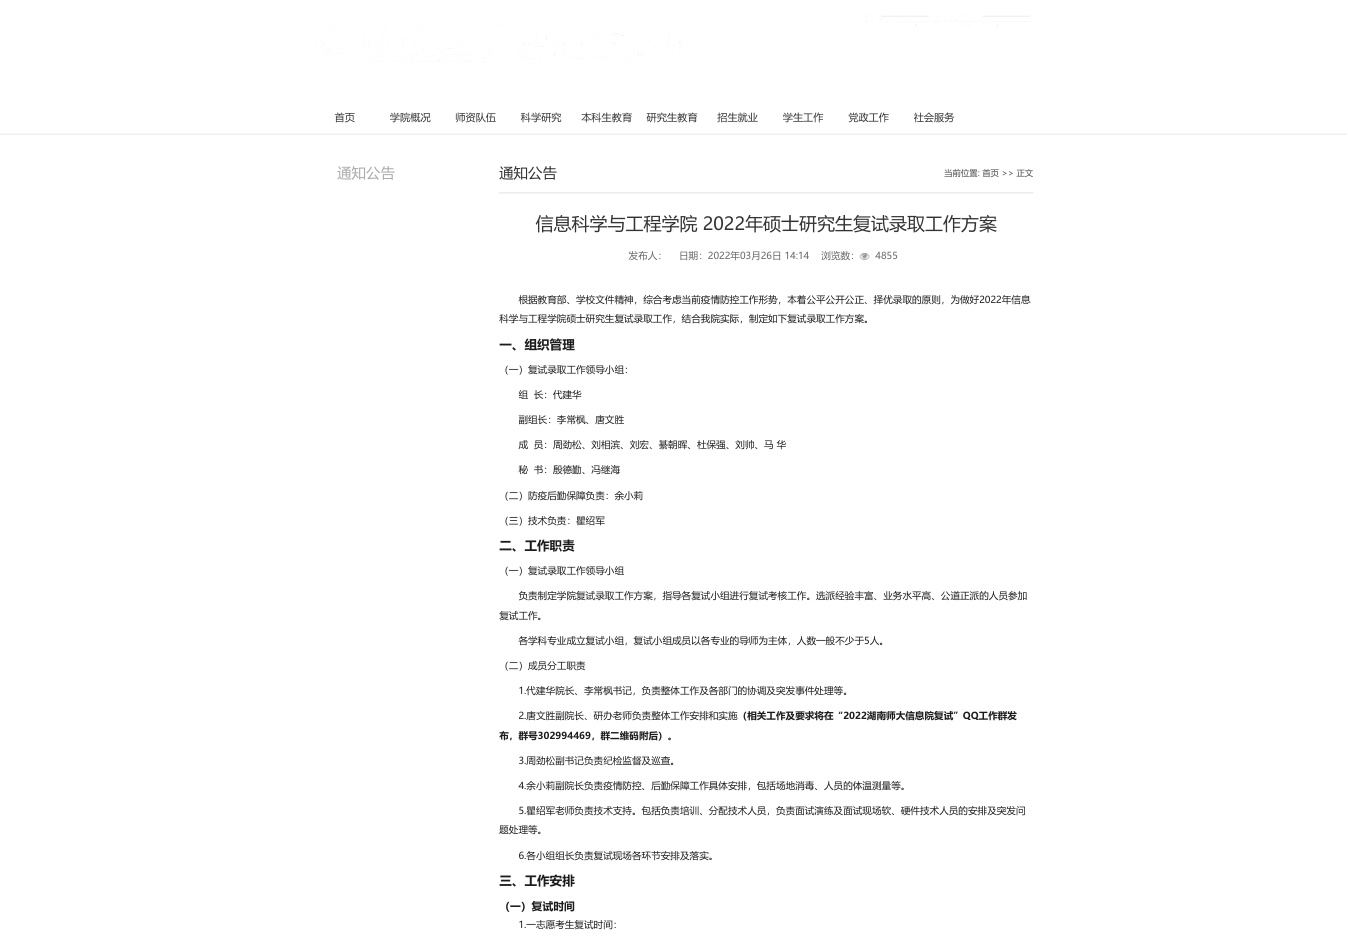 首页 学院概况 师资队伍 科学研究 本科生教育 研究生教育 招生就业 学生工作 党政工作 社会服务
通知公告
通知公告
当前位置: 首页 >> 正文
信息科学与工程学院 2022年硕士研究生复试录取工作方案
发布人： 日期：2022年03月26日 14:14 浏览数： 4855
根据教育部、学校文件精神，综合考虑当前疫情防控工作形势，本着公平公开公正、择优录取的原则，为做好2022年信息
科学与工程学院硕士研究生复试录取工作，结合我院实际，制定如下复试录取工作方案。
一、组织管理
（一）复试录取工作领导小组：
组 长：代建华
副组长：李常枫、唐文胜
成 员：周劲松、刘相滨、刘宏、綦朝晖、杜保强、刘帅、马 华
秘 书：殷德勤、冯继海
（二）防疫后勤保障负责：余小莉
（三）技术负责：瞿绍军
二、工作职责
（一）复试录取工作领导小组
负责制定学院复试录取工作方案，指导各复试小组进行复试考核工作。选派经验丰富、业务水平高、公道正派的人员参加
复试工作。
各学科专业成立复试小组，复试小组成员以各专业的导师为主体，人数一般不少于5人。
（二）成员分工职责
1.代建华院长、李常枫书记，负责整体工作及各部门的协调及突发事件处理等。
2.唐文胜副院长、研办老师负责整体工作安排和实施（相关工作及要求将在“2022湖南师大信息院复试”QQ工作群发
布，群号302994469，群二维码附后）。
3.周劲松副书记负责纪检监督及巡查。
4.余小莉副院长负责疫情防控、后勤保障工作具体安排，包括场地消毒、人员的体温测量等。
5.瞿绍军老师负责技术支持。包括负责培训、分配技术人员，负责面试演练及面试现场软、硬件技术人员的安排及突发问
题处理等。
6.各小组组长负责复试现场各环节安排及落实。
三、工作安排
（一）复试时间
1.一志愿考生复试时间：